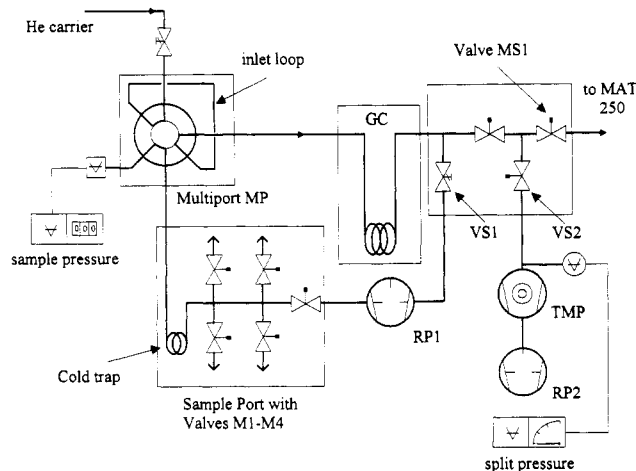 He carrier
inlet loop
Valve MS1
to MAT
250
GC
Multiport MP
sample pressure
000
VS1
VS2
TMP
RP1
RP2
Cold trap
Sample Port with
Valves M1-M4
split pressure